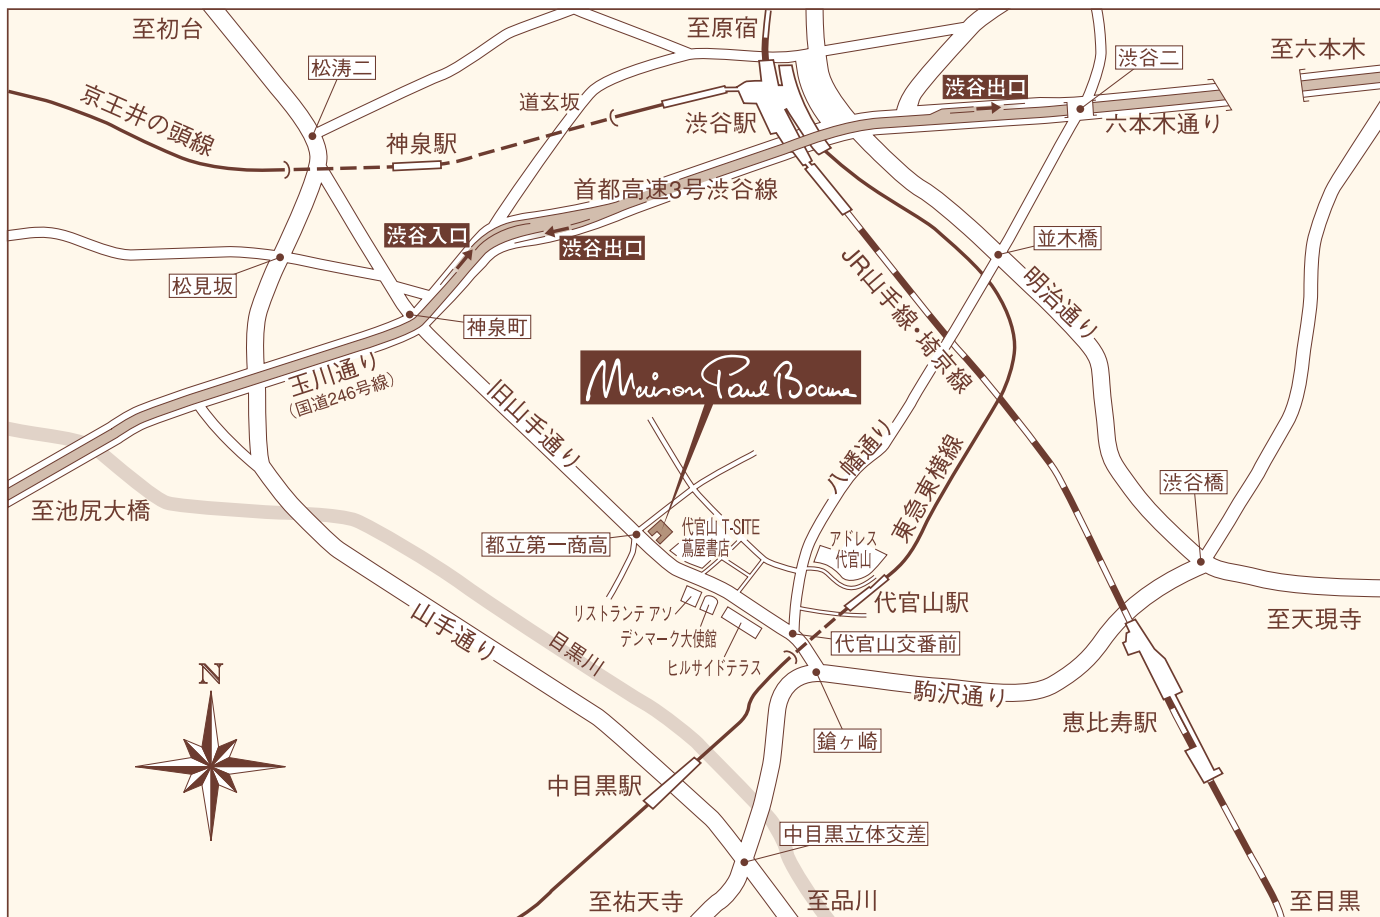 至初台
至原宿
至六本木
松涛二
渋谷二
渋谷出口
京王井の頭線
道玄坂
神泉駅
渋谷駅
六本木通り
首都高速3号渋谷線
渋谷入口
渋谷出口
並木橋
松見坂
神泉町
JR山手線・埼京線
明治通り
玉川通り
（国道246号線）
Maison Paul Bocuse
旧山手通り
八幡通り
東急東横線
渋谷橋
至池尻大橋
都立第一商高
代官山 T-SITE
蔦屋書店
アドレス
代官山
リストランテ アソ
デンマーク大使館
ヒルサイドテラス
代官山駅
代官山交番前
至天現寺
山手通り
目黒川
N
駒沢通り
恵比寿駅
鎗ヶ崎
中目黒駅
中目黒立体交差
至祐天寺
至品川
至目黒